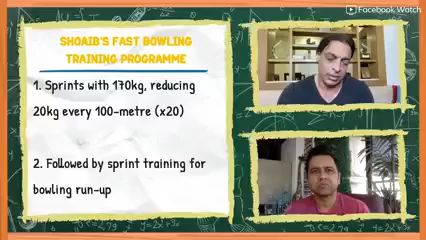 Facebook Watch
SHOAIB'S FAST BOWLING
TRAINING PROGRAMME
1. Sprints with 170kg, reducing
20kg every 100-metre (x20)
2. Followed by sprint training for
bowling run-up